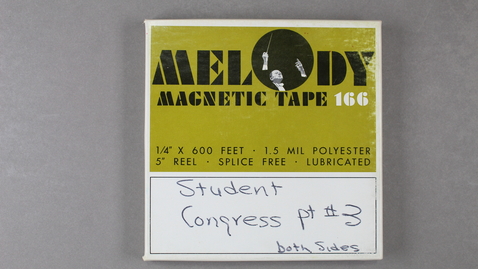 MELODY
MAGNETIC TAPE 166
1/4" X 600 FEET · 1.5 MIL POLYESTER
5" REEL · SPLICE FREE · LUBRICATED
Student
Congress pt #3
both sides